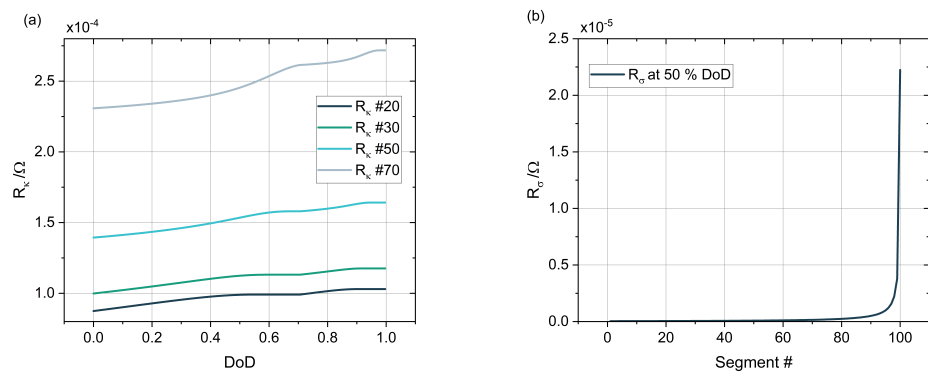 (a)
x10⁻⁴
2.5
2.0
1.5
1.0
Rκ /Ω
Rκ #20
Rκ #30
Rκ #50
Rκ #70
0.0 0.2 0.4 0.6 0.8 1.0
DoD
(b)
x10⁻⁵
2.5
2.0
1.5
1.0
0.5
0.0
Rσ/Ω
Rσ at 50 % DoD
0 20 40 60 80 100
Segment #